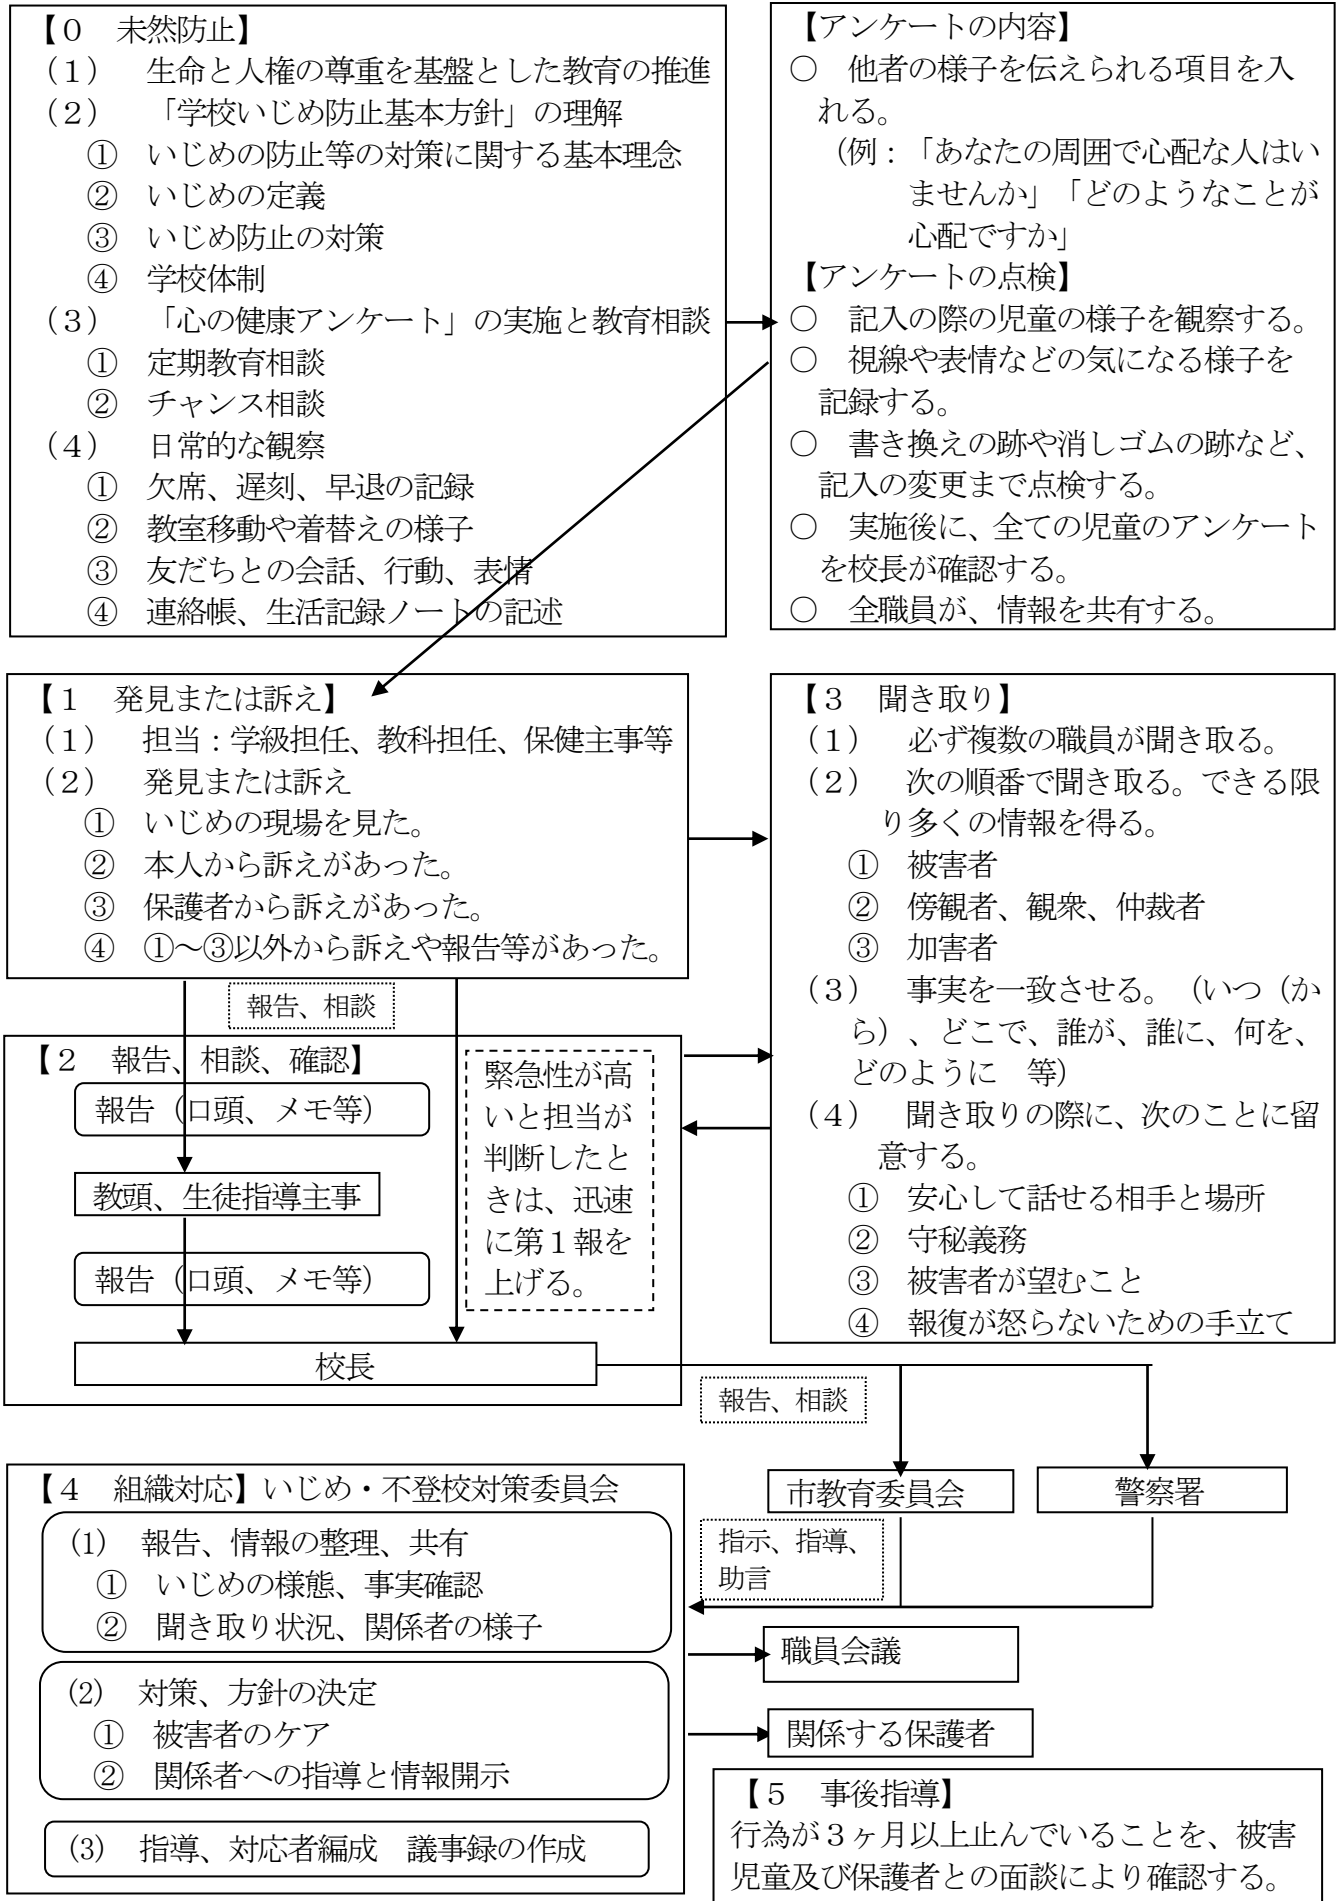 【０　未然防止】
（１）　生命と人権の尊重を基盤とした教育の推進
（２）　「学校いじめ防止基本方針」の理解
①　いじめの防止等の対策に関する基本理念
②　いじめの定義
③　いじめ防止の対策
④　学校体制
（３）　「心の健康アンケート」の実施と教育相談
①　定期教育相談
②　チャンス相談
（４）　日常的な観察
①　欠席、遅刻、早退の記録
②　教室移動や着替えの様子
③　友だちとの会話、行動、表情
④　連絡帳、生活記録ノートの記述
【アンケートの内容】
○　他者の様子を伝えられる項目を入
れる。
（例：「あなたの周囲で心配な人はい
ませんか」「どのようなことが
心配ですか」
【アンケートの点検】
○　記入の際の児童の様子を観察する。
○　視線や表情などの気になる様子を
記録する。
○　書き換えの跡や消しゴムの跡など、
記入の変更まで点検する。
○　実施後に、全ての児童のアンケート
を校長が確認する。
○　全職員が、情報を共有する。
【１　発見または訴え】
（１）　担当：学級担任、教科担任、保健主事等
（２）　発見または訴え
①　いじめの現場を見た。
②　本人から訴えがあった。
③　保護者から訴えがあった。
④　①～③以外から訴えや報告等があった。
報告、相談
【２　報告、相談、確認】
報告（口頭、メモ等）
教頭、生徒指導主事
報告（口頭、メモ等）
校長
緊急性が高
いと担当が
判断したと
きは、迅速
に第１報を
上げる。
【３　聞き取り】
（１）　必ず複数の職員が聞き取る。
（２）　次の順番で聞き取る。できる限
り多くの情報を得る。
①　被害者
②　傍観者、観衆、仲裁者
③　加害者
（３）　事実を一致させる。（いつ（か
ら）、どこで、誰が、誰に、何を、
どのように　等）
（４）　聞き取りの際に、次のことに留
意する。
①　安心して話せる相手と場所
②　守秘義務
③　被害者が望むこと
④　報復が怒らないための手立て
報告、相談
市教育委員会
警察署
指示、指導、
助言
【４　組織対応】いじめ・不登校対策委員会
(1)　報告、情報の整理、共有
①　いじめの様態、事実確認
②　聞き取り状況、関係者の様子
(2)　対策、方針の決定
①　被害者のケア
②　関係者への指導と情報開示
(3)　指導、対応者編成　議事録の作成
職員会議
関係する保護者
【５　事後指導】
行為が３ヶ月以上止んでいることを、被害
児童及び保護者との面談により確認する。